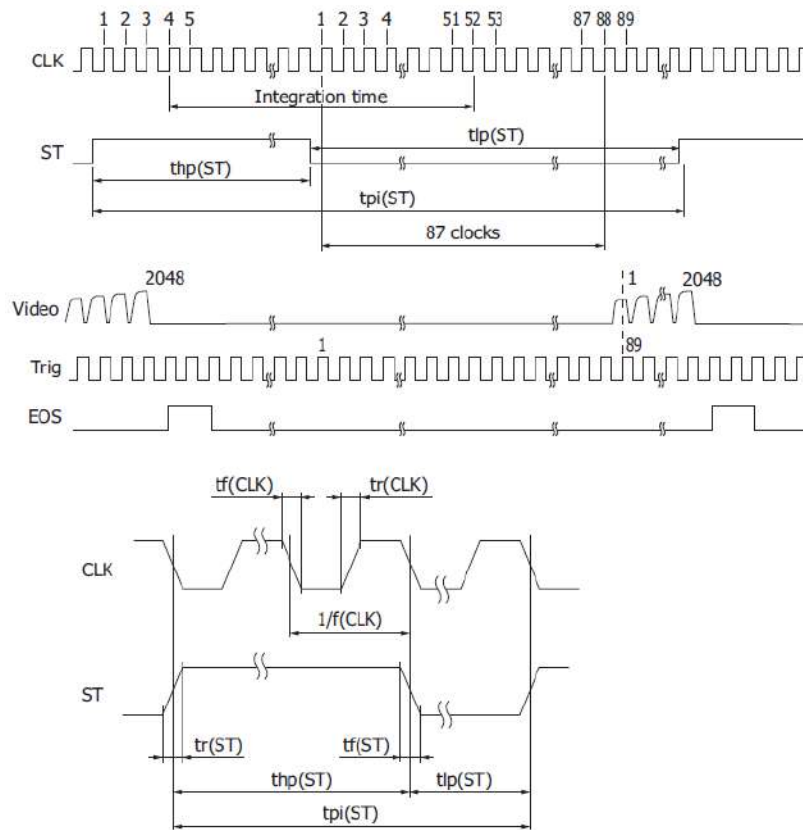 1 2 3 4 5 1 2 3 4 51 52 53 87 88 89
CLK
Integration time
ST
tlp(ST)
thp(ST)
tpi(ST)
87 clocks
2048 1 2048
Video
1 89
Trig
EOS
tf(CLK) tr(CLK)
CLK
1/f(CLK)
ST
tr(ST) tf(ST)
thp(ST) tlp(ST)
tpi(ST)